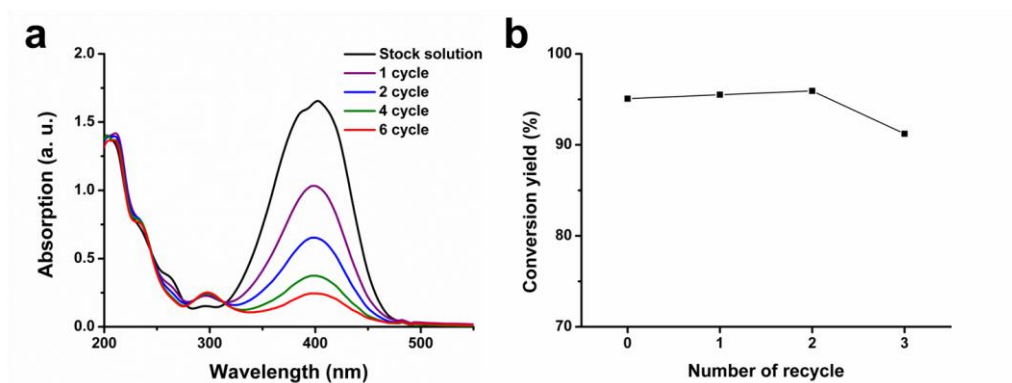 a
Stock solution
1 cycle
2 cycle
4 cycle
6 cycle
2.0
1.5
1.0
0.5
0.0
200
300
400
500
Absorption (a. u.)
Wavelength (nm)
b
100
90
80
70
0
1
2
3
Conversion yield (%)
Number of recycle